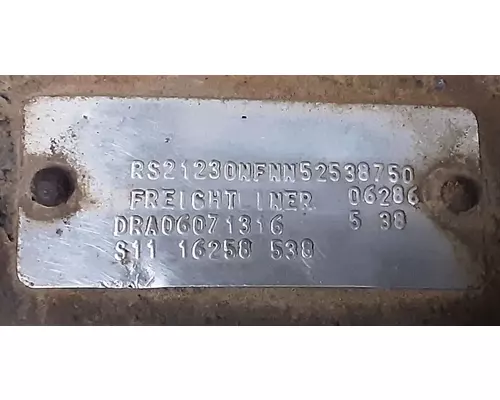 RS21230NFNN52538750
FREIGHTLINER 06286
DRA06071316 5 38
S11 16258 538